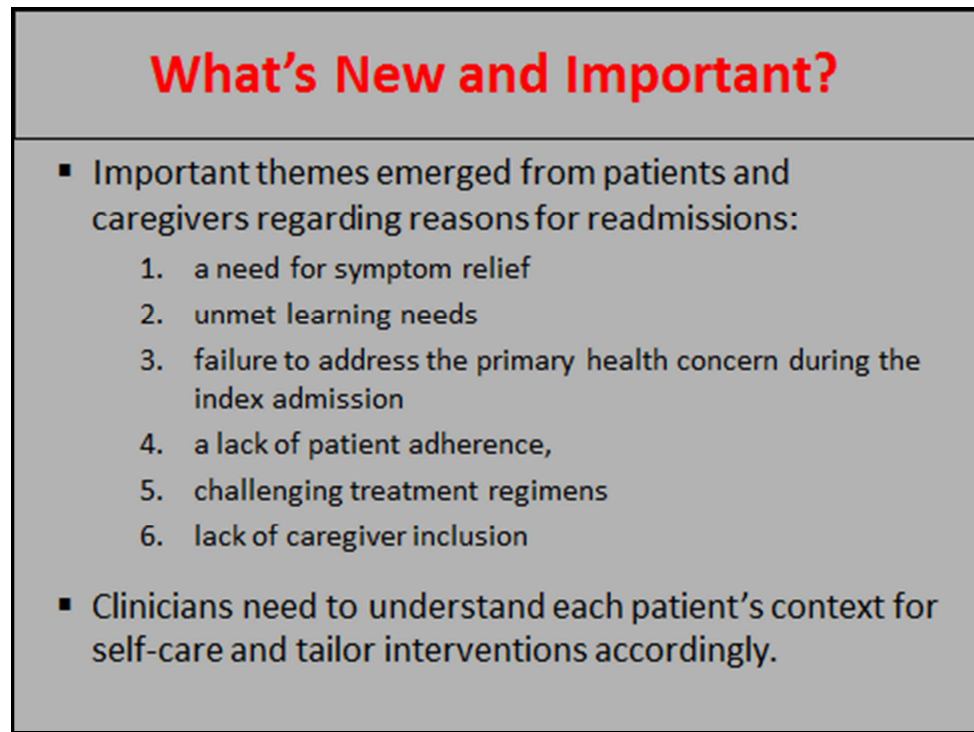 What's New and Important?
▪ Important themes emerged from patients and
caregivers regarding reasons for readmissions:
1. a need for symptom relief
2. unmet learning needs
3. failure to address the primary health concern during the
index admission
4. a lack of patient adherence,
5. challenging treatment regimens
6. lack of caregiver inclusion
▪ Clinicians need to understand each patient's context for
self-care and tailor interventions accordingly.